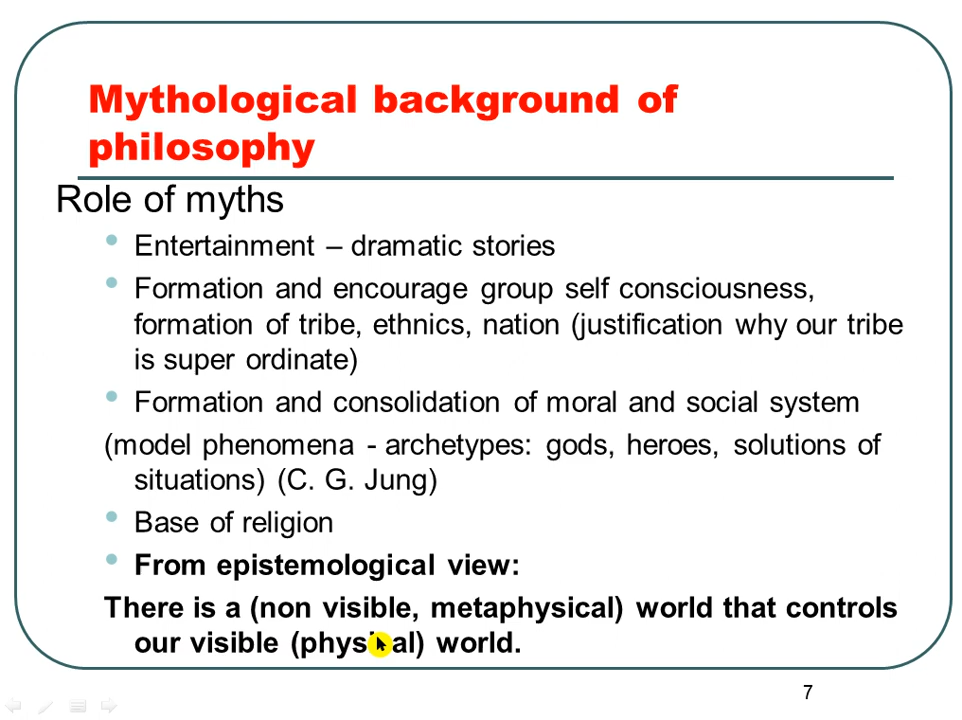 Mythological background of
philosophy
Role of myths
• Entertainment – dramatic stories
• Formation and encourage group self consciousness,
formation of tribe, ethnics, nation (justification why our tribe
is super ordinate)
• Formation and consolidation of moral and social system
(model phenomena - archetypes: gods, heroes, solutions of
situations) (C. G. Jung)
• Base of religion
• From epistemological view:
There is a (non visible, metaphysical) world that controls
our visible (physical) world.
7